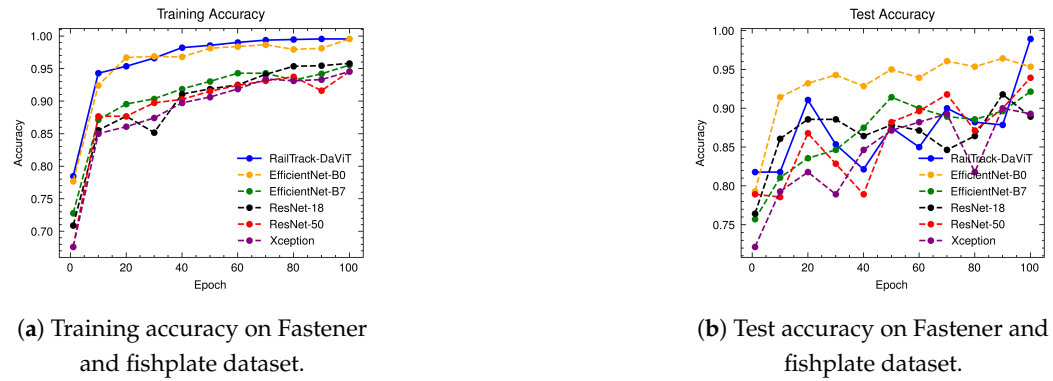 Training Accuracy
1.00
0.95
0.90
0.85
0.80
0.75
0.70
Accuracy
RailTrack-DaViT
EfficientNet-B0
EfficientNet-B7
ResNet-18
ResNet-50
Xception
0 20 40 60 80 100
Epoch
(a) Training accuracy on Fastener
and fishplate dataset.
Test Accuracy
1.00
0.95
0.90
0.85
0.80
0.75
Accuracy
RailTrack-DaViT
EfficientNet-B0
EfficientNet-B7
ResNet-18
ResNet-50
Xception
0 20 40 60 80 100
Epoch
(b) Test accuracy on Fastener and
fishplate dataset.